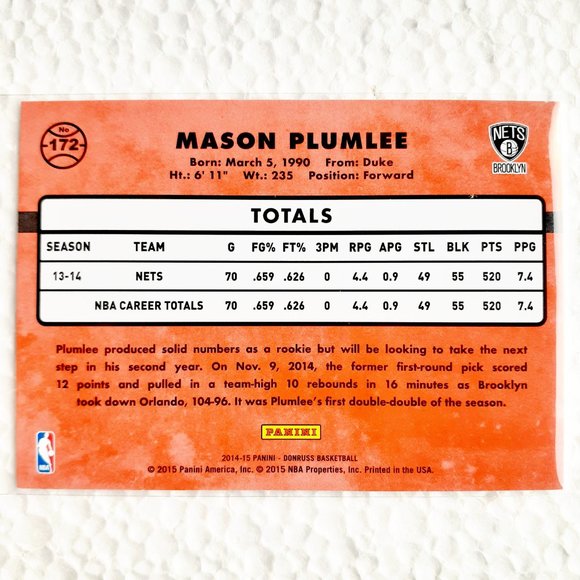 No
-172-
MASON PLUMLEE
Born: March 5, 1990 From: Duke
Ht.: 6' 11" Wt.: 235 Position: Forward
NETS
B
BROOKLYN
TOTALS
SEASON TEAM G FG% FT% 3PM RPG APG STL BLK PTS PPG
13-14 NETS 70 .659 .626 0 4.4 0.9 49 55 520 7.4
NBA CAREER TOTALS 70 .659 .626 0 4.4 0.9 49 55 520 7.4
Plumlee produced solid numbers as a rookie but will be looking to take the next
step in his second year. On Nov. 9, 2014, the former first-round pick scored
12 points and pulled in a team-high 10 rebounds in 16 minutes as Brooklyn
took down Orlando, 104-96. It was Plumlee's first double-double of the season.
PANINI
NBA
2014-15 PANINI - DONRUSS BASKETBALL
© 2015 Panini America, Inc. © 2015 NBA Properties, Inc. Printed in the USA.